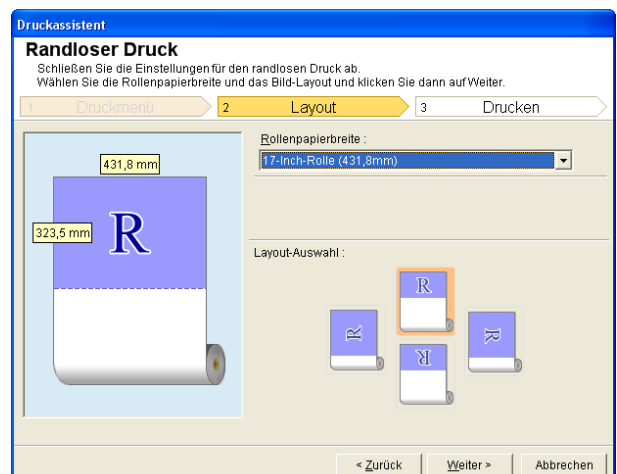 Druckassistent
Randloser Druck
Schließen Sie die Einstellungen für den randlosen Druck ab.
Wählen Sie die Rollenpapierbreite und das Bild-Layout und klicken Sie dann auf Weiter.
1 Druckmenü 2 Layout 3 Drucken
Rollenpapierbreite :
17-Inch-Rolle (431,8mm)
431,8 mm
323,5 mm
R
Layout-Auswahl :
R
R R
R
< Zurück Weiter > Abbrechen